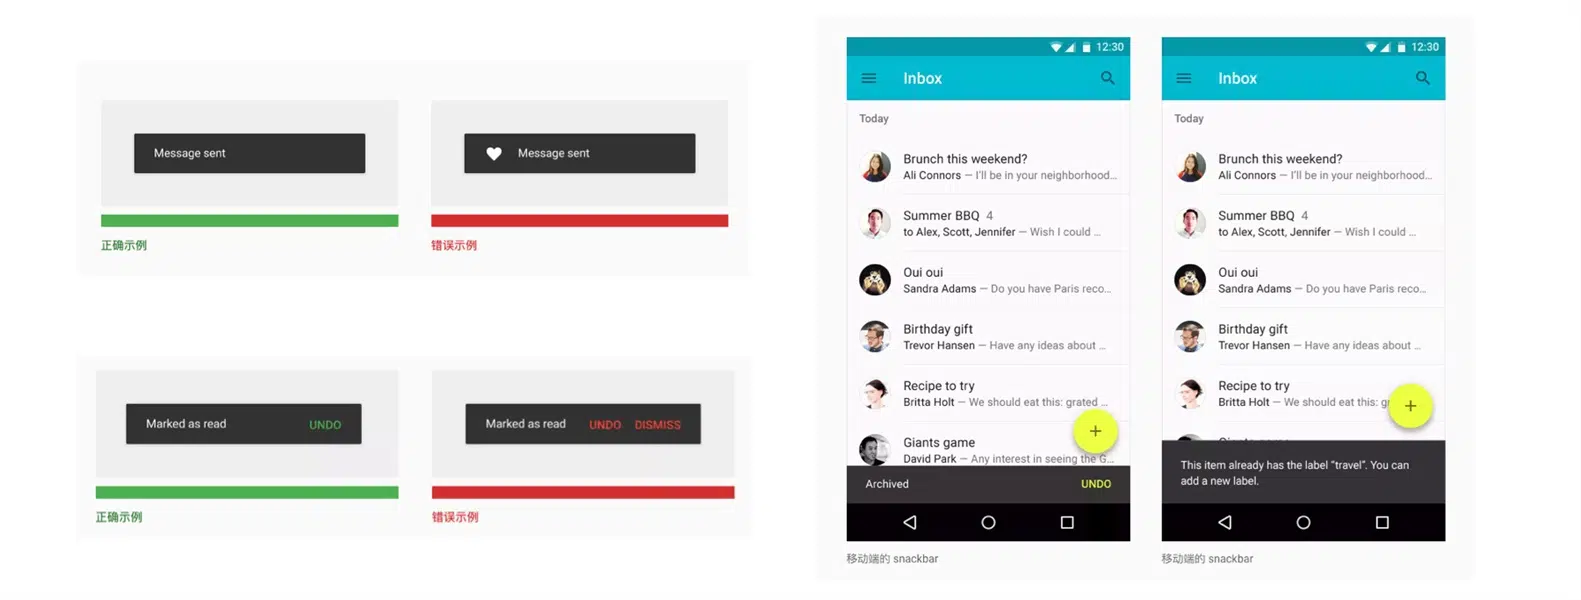 Message sent
Message sent
正确示例
错误示例
Marked as read UNDO
Marked as read UNDO DISMISS
正确示例
错误示例
12:30
Inbox
Today
Brunch this weekend?
Ali Connors — I'll be in your neighborhood...
Summer BBQ 4
to Alex, Scott, Jennifer — Wish I could ...
Oui oui
Sandra Adams — Do you have Paris reco...
Birthday gift
Trevor Hansen — Have any ideas about ...
Recipe to try
Britta Holt — We should eat this: grated ...
Giants game
David Park — Any interest in seeing the G...
Archived UNDO
移动端的 snackbar
12:30
Inbox
Today
Brunch this weekend?
Ali Connors — I'll be in your neighborhood...
Summer BBQ 4
to Alex, Scott, Jennifer — Wish I could ...
Oui oui
Sandra Adams — Do you have Paris reco...
Birthday gift
Trevor Hansen — Have any ideas about ...
Recipe to try
Britta Holt — We should eat this: gr
This item already has the label "travel". You can
add a new label.
移动端的 snackbar